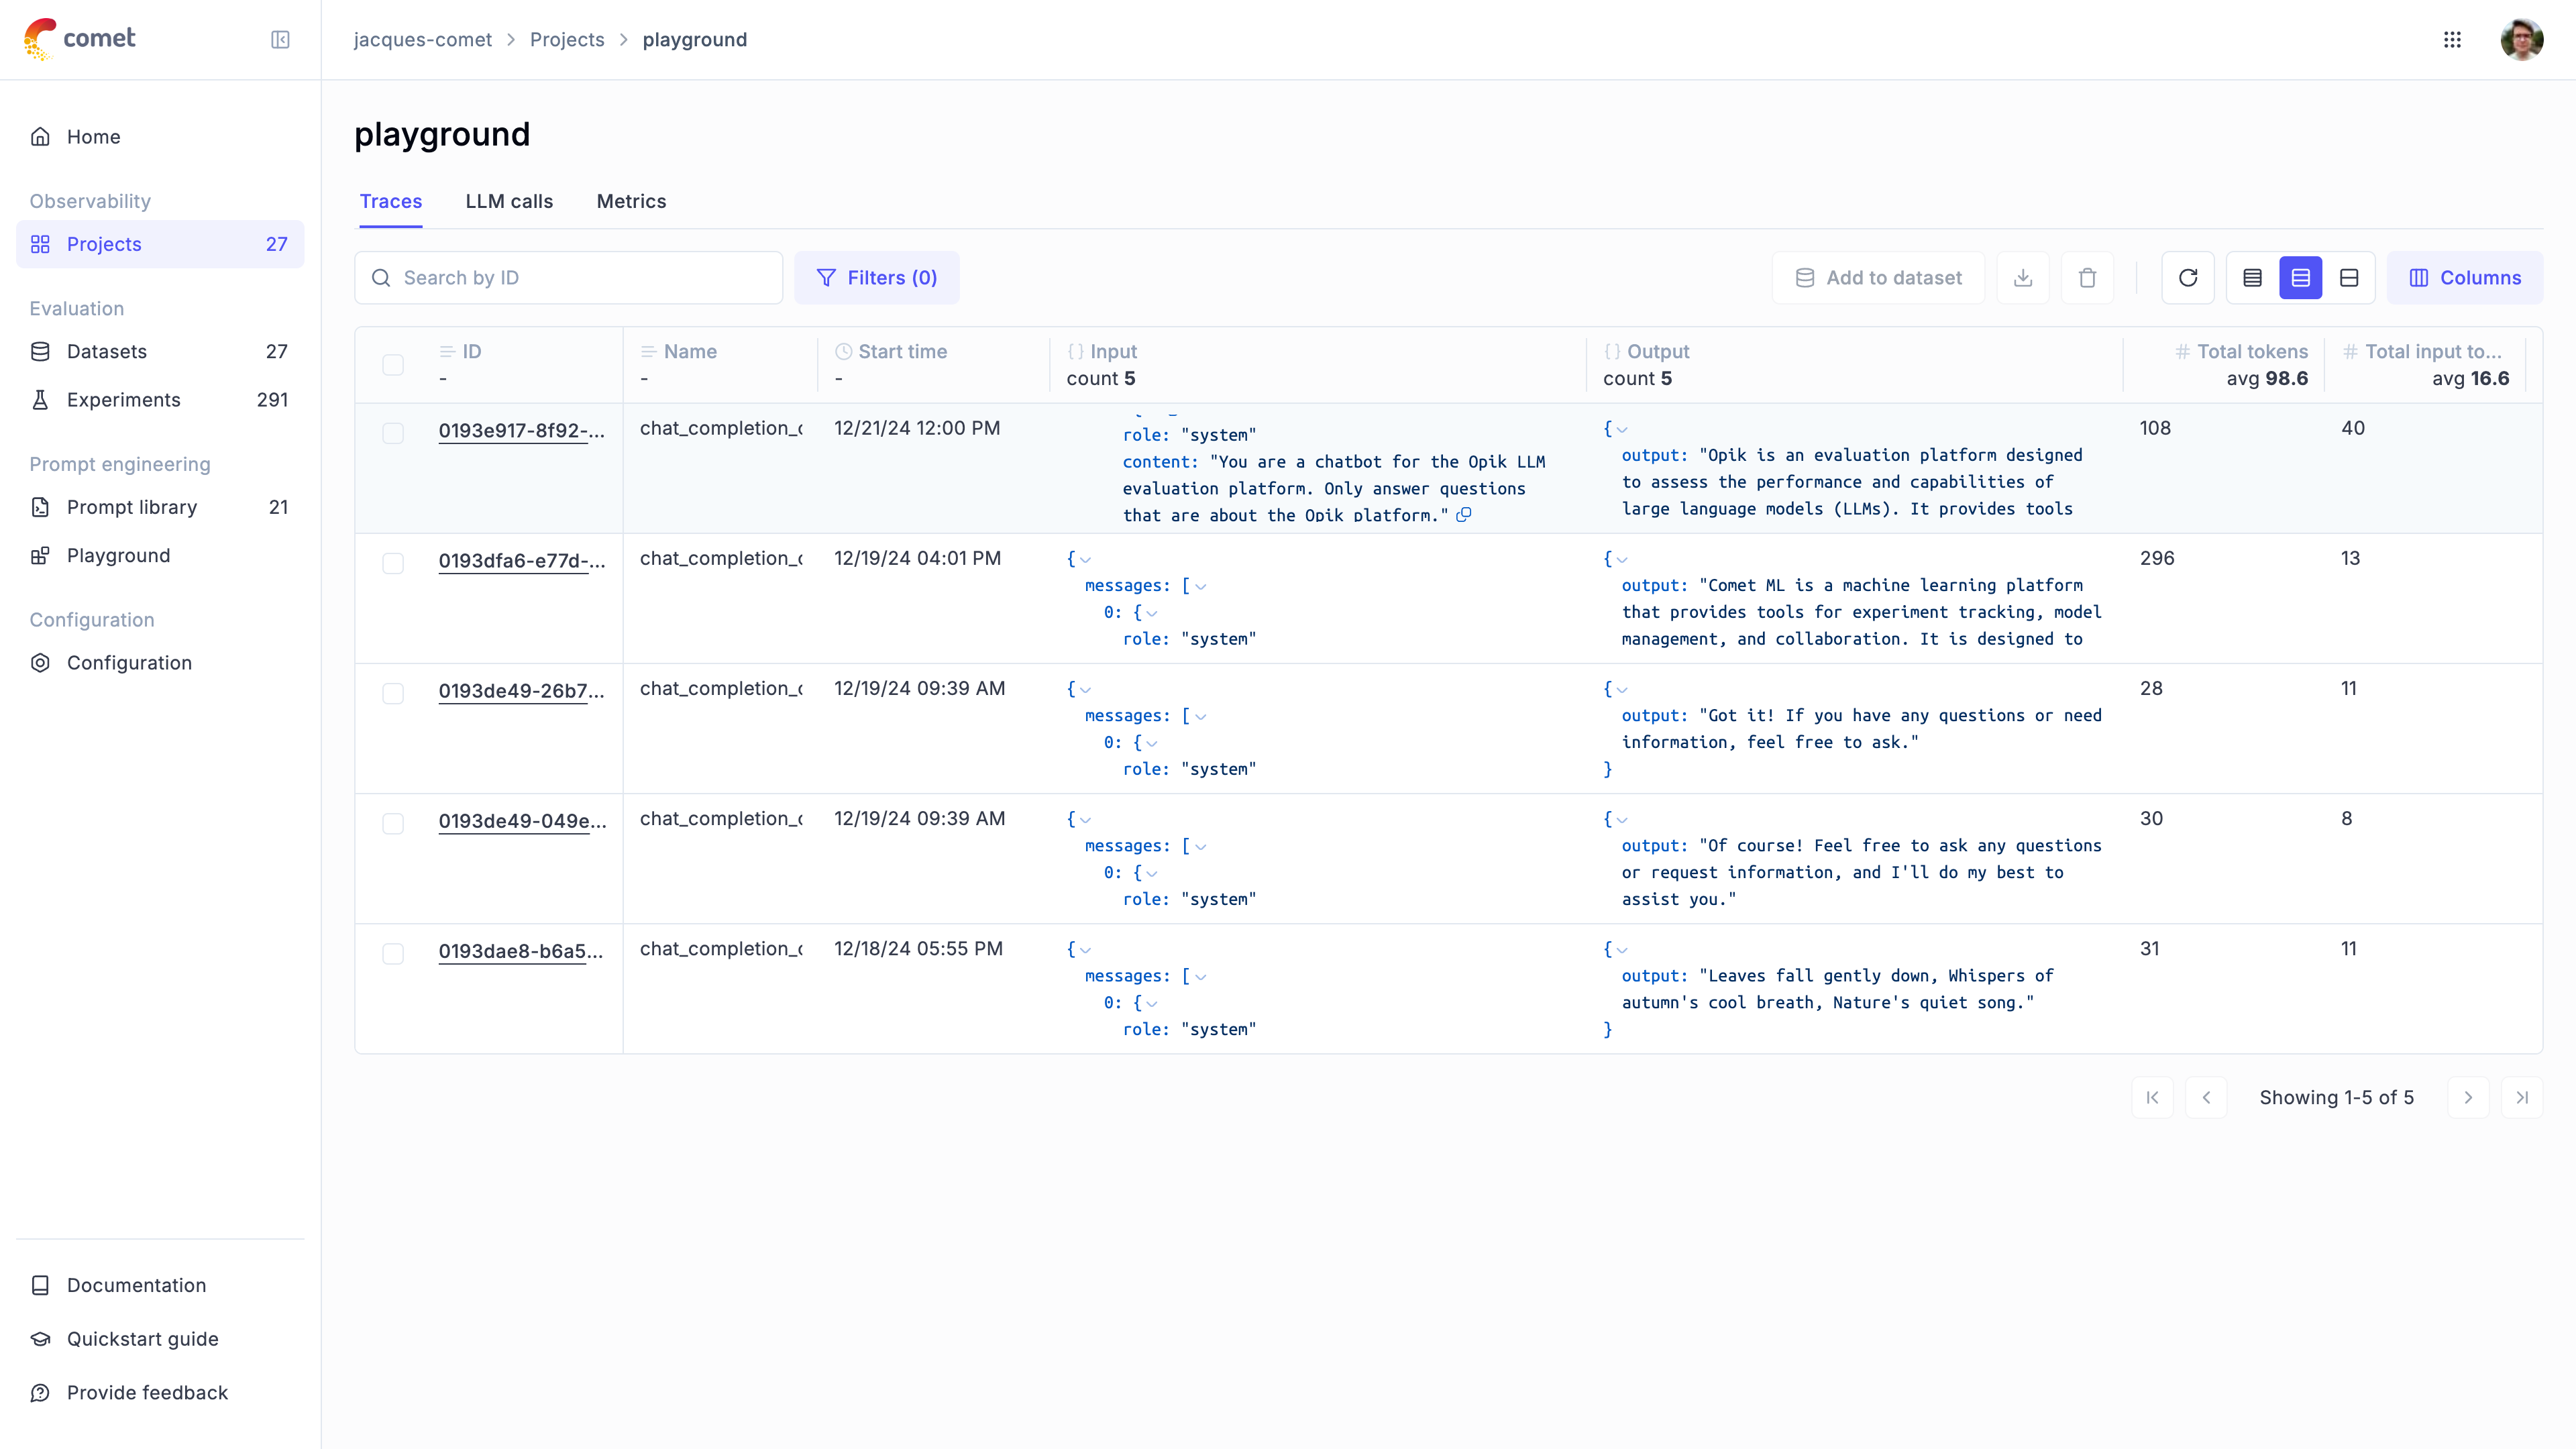 comet
jacques-comet > Projects > playground
Home
Observability
Projects 27
Evaluation
Datasets 27
Experiments 291
Prompt engineering
Prompt library 21
Playground
Configuration
Configuration
Documentation
Quickstart guide
Provide feedback
playground
Traces LLM calls Metrics
Search by ID Filters (0) Add to dataset Columns
ID Name Start time {} Input {} Output # Total tokens # Total input to...
- - - count 5 count 5 avg 98.6 avg 16.6
0193e917-8f92-... chat_completion_c 12/21/24 12:00 PM
role: "system"
content: "You are a chatbot for the Opik LLM
evaluation platform. Only answer questions
that are about the Opik platform."
{
output: "Opik is an evaluation platform designed
to assess the performance and capabilities of
large language models (LLMs). It provides tools
108 40
0193dfa6-e77d-... chat_completion_c 12/19/24 04:01 PM
{
messages: [
0: {
role: "system"
{
output: "Comet ML is a machine learning platform
that provides tools for experiment tracking, model
management, and collaboration. It is designed to
296 13
0193de49-26b7... chat_completion_c 12/19/24 09:39 AM
{
messages: [
0: {
role: "system"
{
output: "Got it! If you have any questions or need
information, feel free to ask."
}
28 11
0193de49-049e... chat_completion_c 12/19/24 09:39 AM
{
messages: [
0: {
role: "system"
{
output: "Of course! Feel free to ask any questions
or request information, and I'll do my best to
assist you."
30 8
0193dae8-b6a5... chat_completion_c 12/18/24 05:55 PM
{
messages: [
0: {
role: "system"
{
output: "Leaves fall gently down, Whispers of
autumn's cool breath, Nature's quiet song."
}
31 11
Showing 1-5 of 5